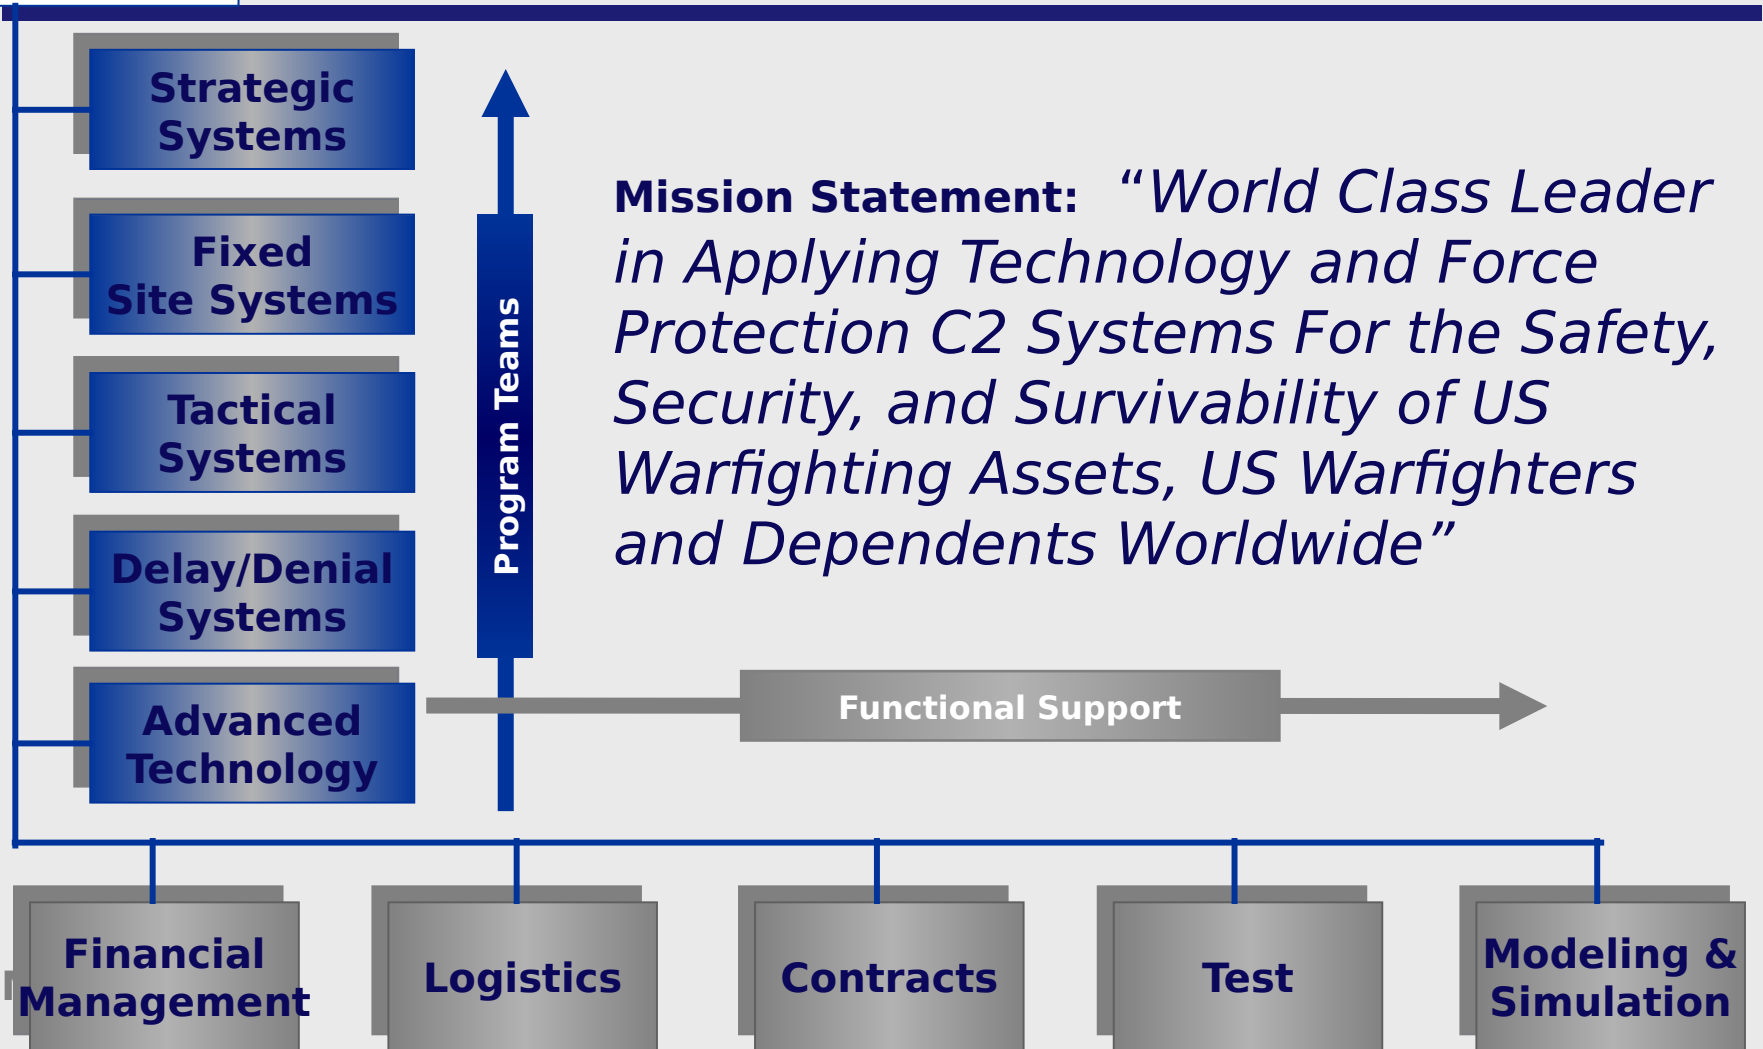 Strategic
Systems
Fixed
Site Systems
Tactical
Systems
Delay/Denial
Systems
Advanced
Technology
Program Teams
Mission Statement: “World Class Leader
in Applying Technology and Force
Protection C2 Systems For the Safety,
Security, and Survivability of US
Warfighting Assets, US Warfighters
and Dependents Worldwide”
Functional Support
Financial
Management
Logistics
Contracts
Test
Modeling &
Simulation